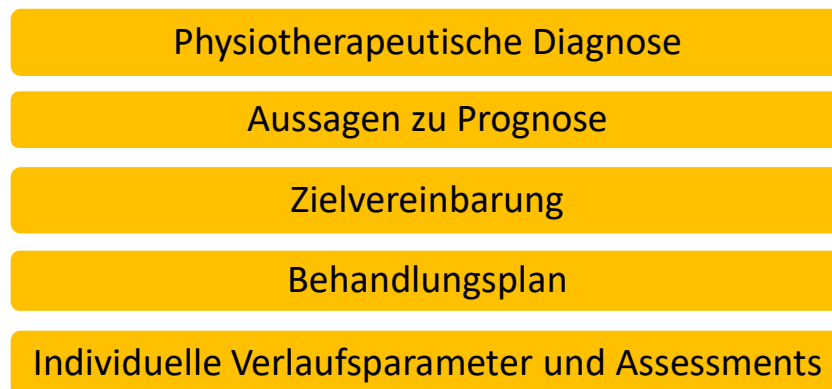 Physiotherapeutische Diagnose
Aussagen zu Prognose
Zielvereinbarung
Behandlungsplan
Individuelle Verlaufsparameter und Assessments